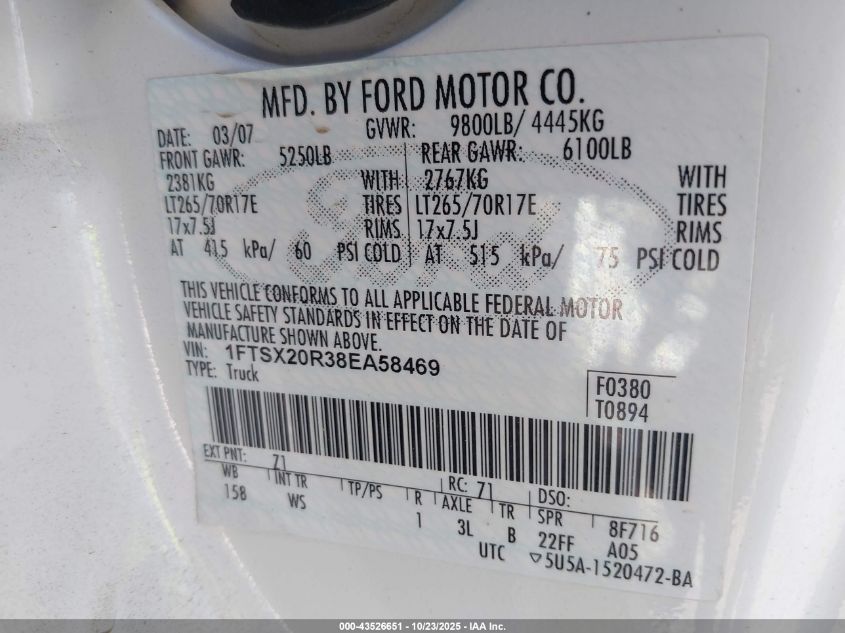 MFD. BY FORD MOTOR CO.
DATE: 03/07 GVWR: 9800LB/ 4445KG
FRONT GAWR: 5250LB REAR GAWR: 6100LB
2381KG WITH 2767KG WITH
LT265/70R17E TIRES LT265/70R17E TIRES
17x7.5J RIMS 17x7.5J RIMS
AT 415 kPa/ 60 PSI COLD AT 515 kPa/ 75 PSI COLD
THIS VEHICLE CONFORMS TO ALL APPLICABLE FEDERAL MOTOR
VEHICLE SAFETY STANDARDS IN EFFECT ON THE DATE OF
MANUFACTURE SHOWN ABOVE.
VIN: 1FTSX20R38EA58469
TYPE: Truck
F0380
T0894
EXT PNT: 71 RC: 71 DSO:
WB INT TR TP/PS R AXLE TR SPR 8F716
158 WS 1 3L B 22FF A05
UTC ▽5U5A-1520472-BA
000-43526651 | 10/23/2025 | IAA Inc.